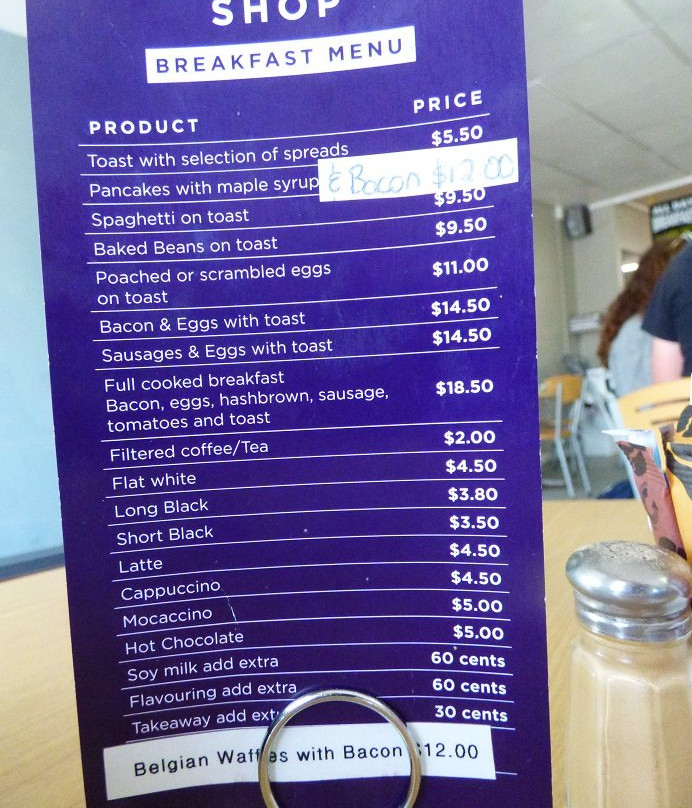 SHOP
BREAKFAST MENU
PRODUCT PRICE
Toast with selection of spreads $5.50
Pancakes with maple syrup & Bacon $12.00
Spaghetti on toast $9.50
Baked Beans on toast $9.50
Poached or scrambled eggs
on toast $11.00
Bacon & Eggs with toast $14.50
Sausages & Eggs with toast $14.50
Full cooked breakfast
Bacon, eggs, hashbrown, sausage, $18.50
tomatoes and toast
Filtered coffee/Tea $2.00
Flat white $4.50
Long Black $3.80
Short Black $3.50
Latte $4.50
Cappuccino $4.50
Mocaccino $5.00
Hot Chocolate $5.00
Soy milk add extra 60 cents
Flavouring add extra 60 cents
Takeaway add extra 30 cents
Belgian Waffles with Bacon $12.00